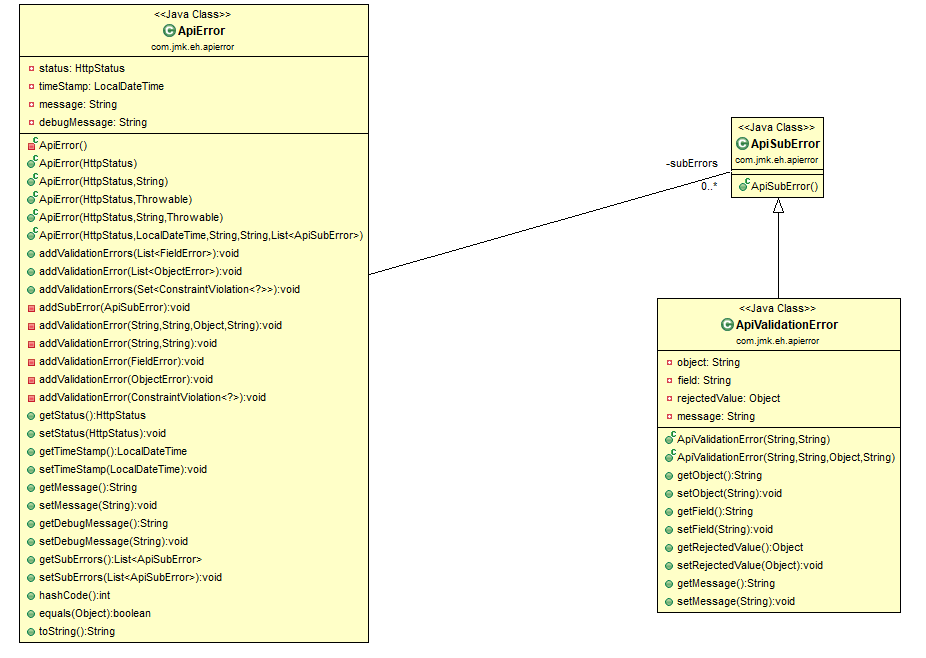 <<Java Class>>
ApiError
com.jmk.eh.apierror
status: HttpStatus
timeStamp: LocalDateTime
message: String
debugMessage: String
ApiError()
ApiError(HttpStatus)
ApiError(HttpStatus,String)
ApiError(HttpStatus,Throwable)
ApiError(HttpStatus,String,Throwable)
ApiError(HttpStatus,LocalDateTime,String,String,List<ApiSubError>)
addValidationErrors(List<FieldError>):void
addValidationError(List<ObjectError>):void
addValidationErrors(Set<ConstraintViolation<?>>):void
addSubError(ApiSubError):void
addValidationError(String,String,Object,String):void
addValidationError(String,String):void
addValidationError(FieldError):void
addValidationError(ObjectError):void
addValidationError(ConstraintViolation<?>):void
getStatus():HttpStatus
setStatus(HttpStatus):void
getTimeStamp():LocalDateTime
setTimeStamp(LocalDateTime):void
getMessage():String
setMessage(String):void
getDebugMessage():String
setDebugMessage(String):void
getSubErrors():List<ApiSubError>
setSubErrors(List<ApiSubError>):void
hashCode():int
equals(Object):boolean
toString():String
-subErrors
0..*
<<Java Class>>
ApiSubError
com.jmk.eh.apierror
ApiSubError()
<<Java Class>>
ApiValidationError
com.jmk.eh.apierror
object: String
field: String
rejectedValue: Object
message: String
ApiValidationError(String,String)
ApiValidationError(String,String,Object,String)
getObject():String
setObject(String):void
getField():String
setField(String):void
getRejectedValue():Object
setRejectedValue(Object):void
getMessage():String
setMessage(String):void